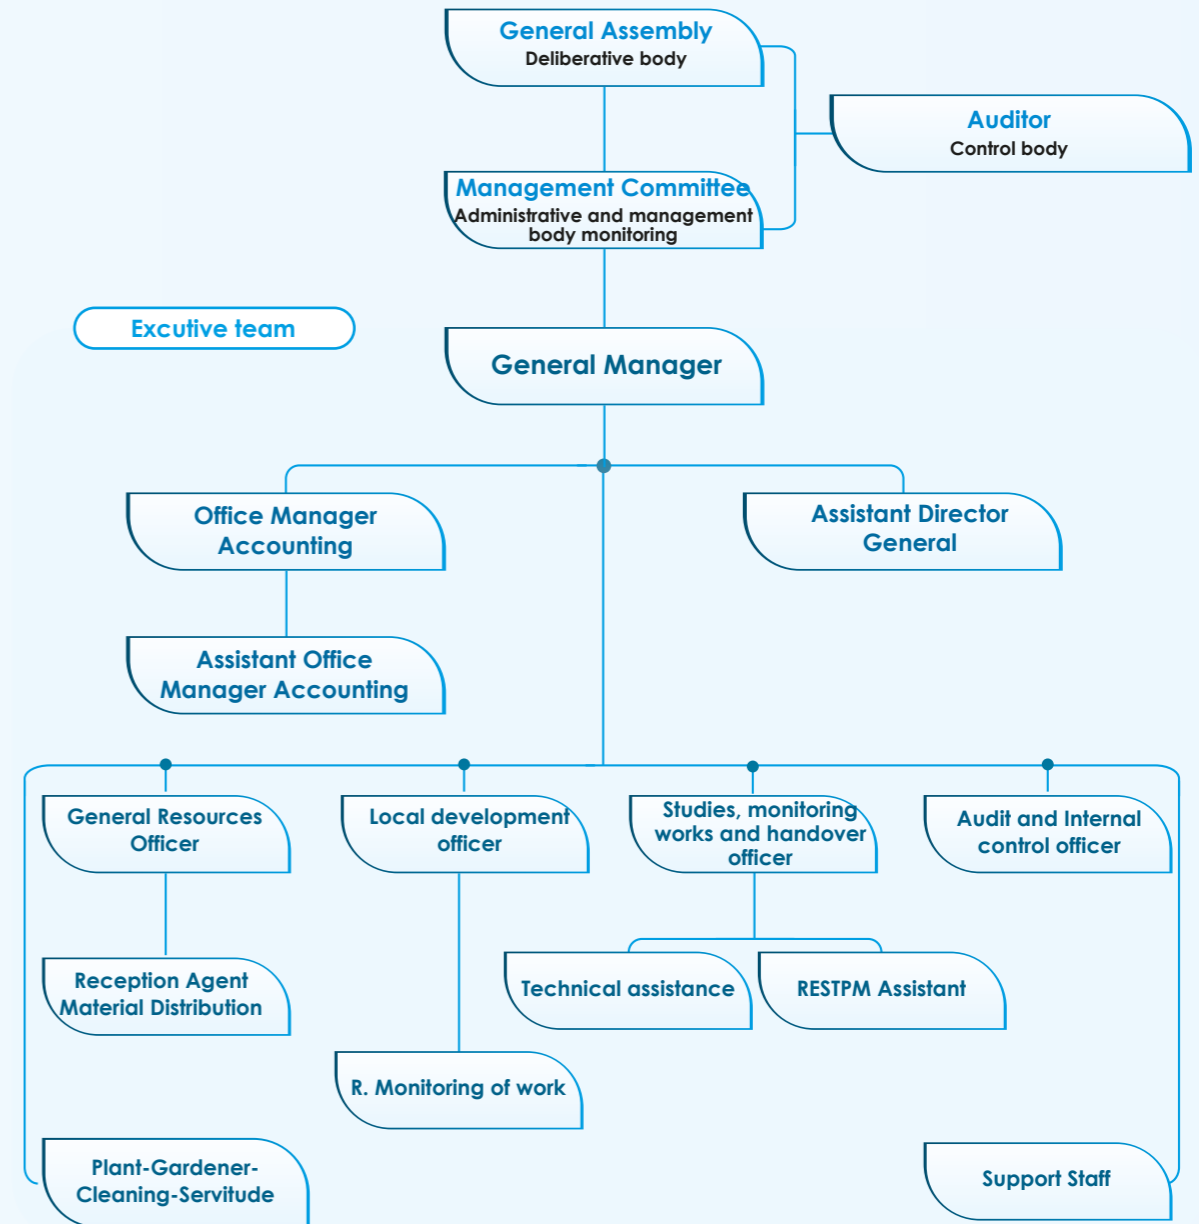 General Assembly
Deliberative body
Auditor
Control body
Management Committee
Administrative and management
body monitoring
Excutive team
General Manager
Office Manager
Accounting
Assistant Director
General
Assistant Office
Manager Accounting
General Resources
Officer
Local development
officer
Studies, monitoring
works and handover
officer
Audit and Internal
control officer
Reception Agent
Material Distribution
Technical assistance
RESTPM Assistant
R. Monitoring of work
Plant-Gardener-
Cleaning-Servitude
Support Staff